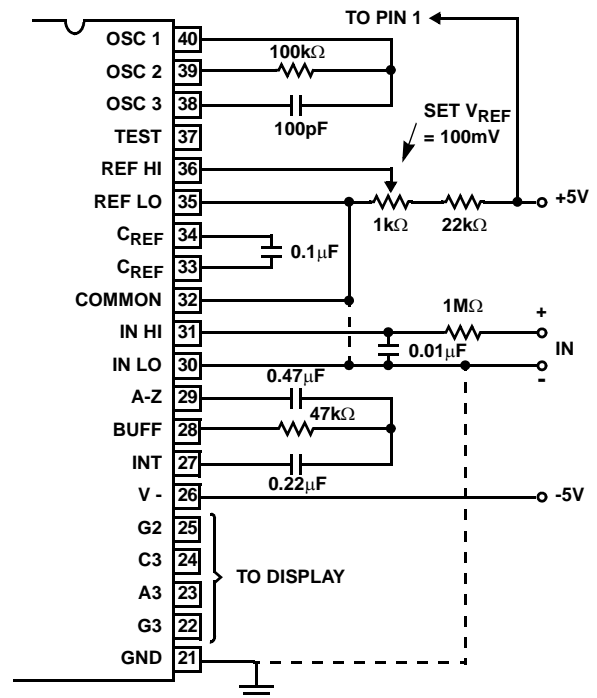 TO PIN 1
OSC 1 40
100kΩ
OSC 2 39
OSC 3 38
100pF
SET VREF
= 100mV
TEST 37
REF HI 36
REF LO 35
+5V
1kΩ 22kΩ
CREF 34
0.1µF
CREF 33
COMMON 32
1MΩ
+
IN HI 31
0.01µF
IN
IN LO 30
-
0.47µF
A-Z 29
47kΩ
BUFF 28
INT 27
0.22µF
V - 26
-5V
G2 25
C3 24
TO DISPLAY
A3 23
G3 22
GND 21